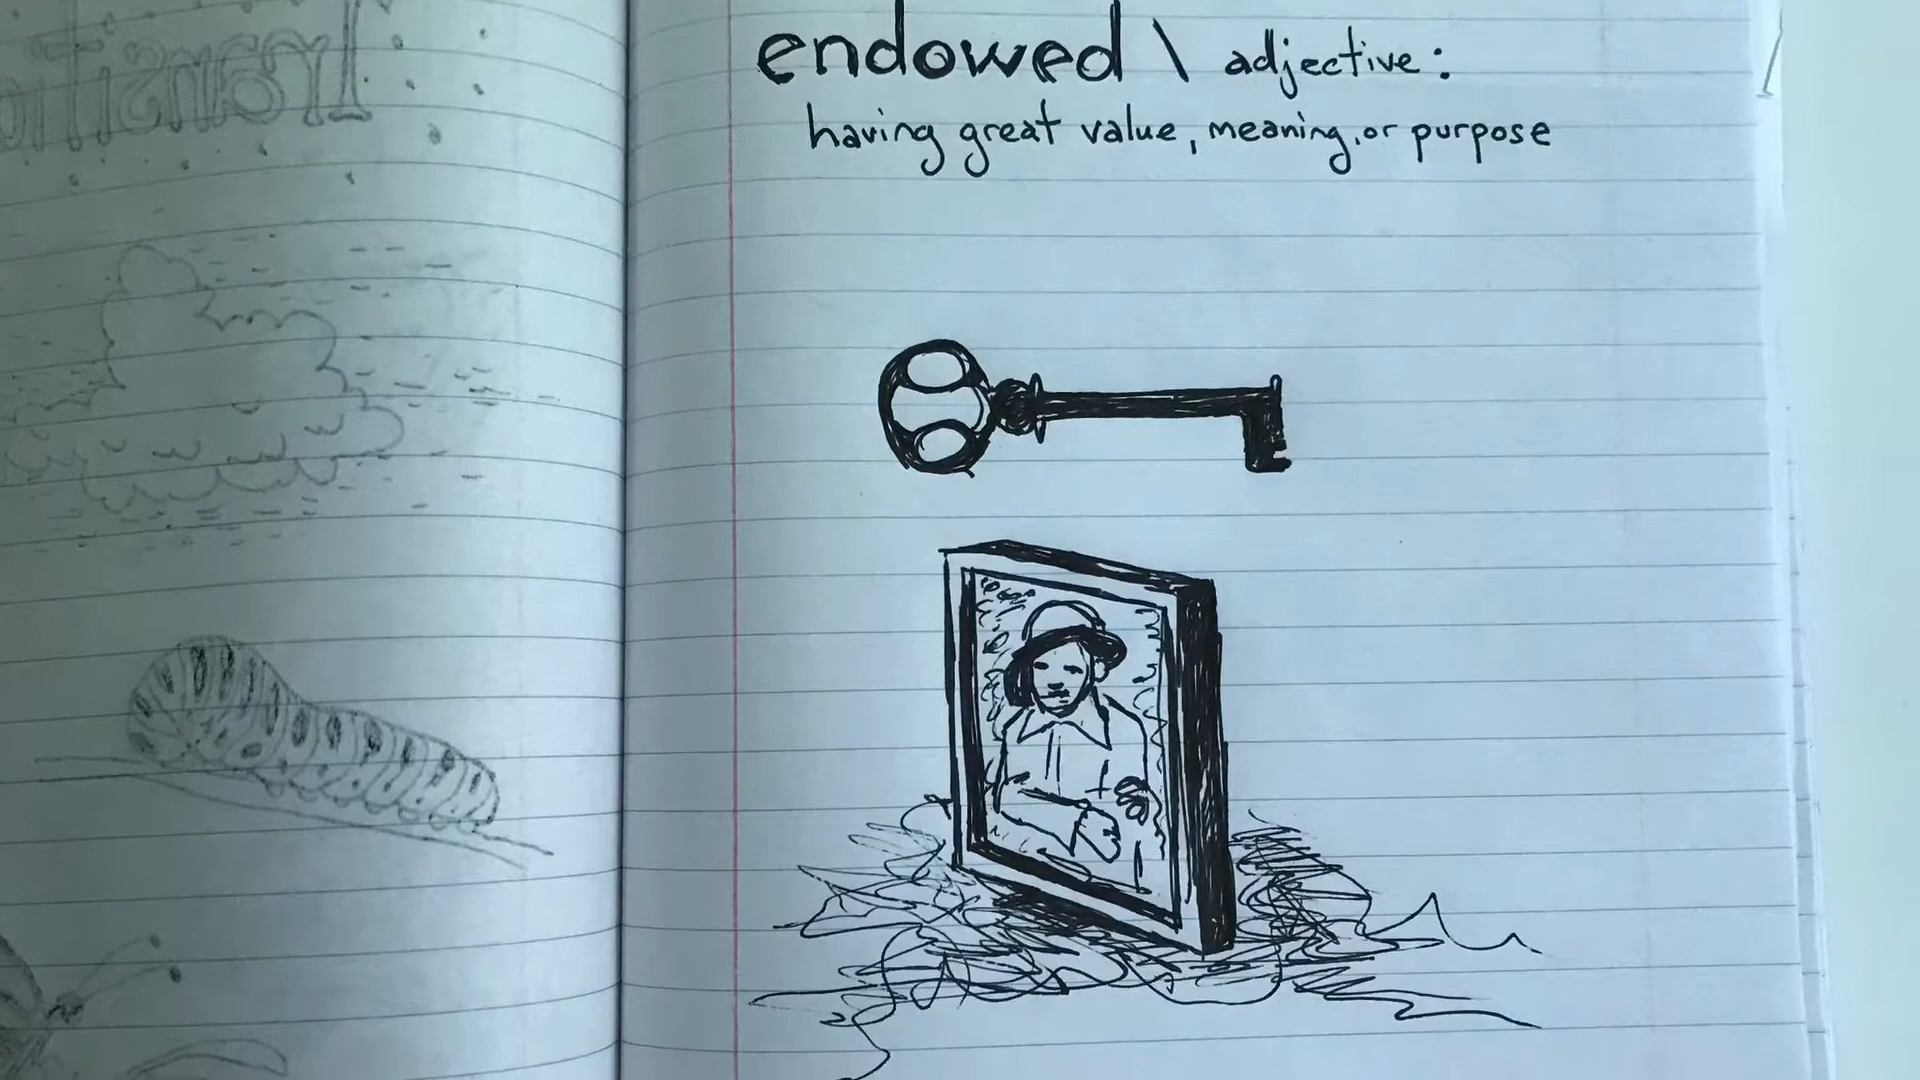 endowed \ adjective:
having great value, meaning, or purpose